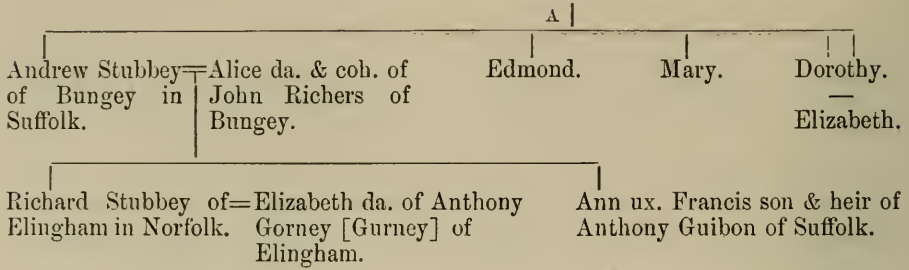 A
Andrew Stubbey=Alice da. & coh. of
of Bungey in John Richers of
Suffolk. Bungey.
Edmond.
Mary.
Dorothy.
—
Elizabeth.
Richard Stubbey of=Elizabeth da. of Anthony
Elingham in Norfolk. Gorney [Gurney] of
Elingham.
Ann ux. Francis son & heir of
Anthony Guibon of Suffolk.